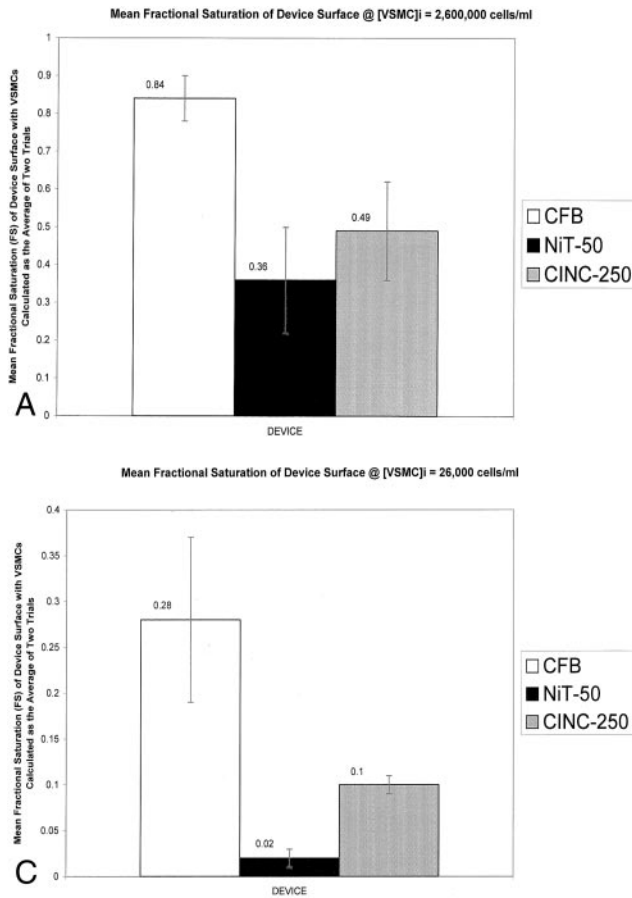 Mean Fractional Saturation of Device Surface @ [VSMC]i = 2,600,000 cells/ml
Mean Fractional Saturation (FS) of Device Surface with VSMCs
Calculated as the Average of Two Trials
1
0.9
0.8
0.7
0.6
0.5
0.4
0.3
0.2
0.1
0
0.84
0.36
0.49
DEVICE
CFB
NiT-50
CINC-250
A
Mean Fractional Saturation of Device Surface @ [VSMC]i = 26,000 cells/ml
Mean Fractional Saturation (FS) of Device Surface with VSMCs
Calculated as the Average of Two Trials
0.4
0.35
0.3
0.25
0.2
0.15
0.1
0.05
0
0.28
0.02
0.1
DEVICE
CFB
NiT-50
CINC-250
C